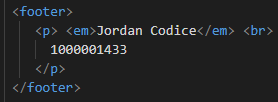 <footer>
<p> <em>Jordan Codice</em> <br>
1000001433
</p>
</footer>